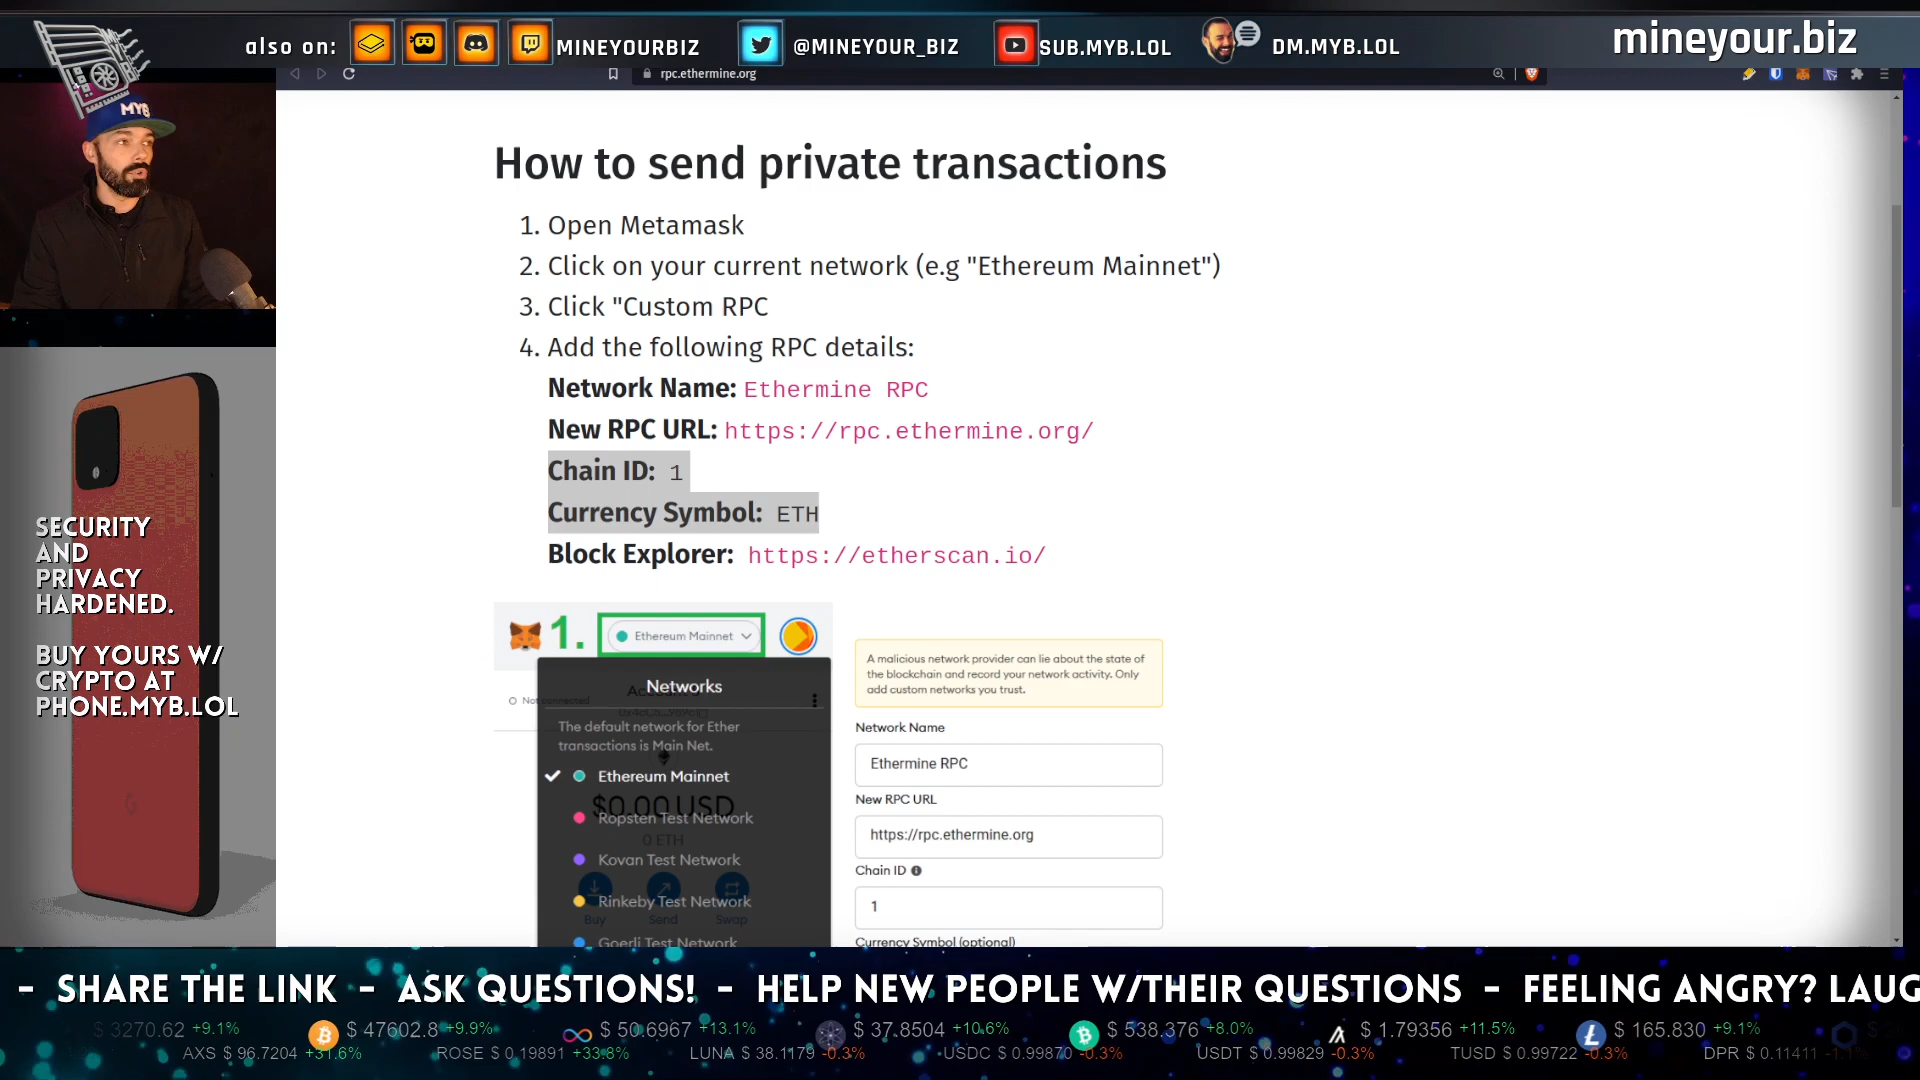 also on:
MINEYOURBIZ
@MINEYOUR_BIZ
SUB.MYB.LOL
DM.MYB.LOL
mineyour.biz
rpc.ethermine.org
MYB
How to send private transactions
1. Open Metamask
2. Click on your current network (e.g "Ethereum Mainnet")
3. Click "Custom RPC
4. Add the following RPC details:
Network Name: Ethermine RPC
New RPC URL: https://rpc.ethermine.org/
Chain ID: 1
Currency Symbol: ETH
Block Explorer: https://etherscan.io/
SECURITY
AND
PRIVACY
HARDENED.
BUY YOURS W/
CRYPTO AT
PHONE.MYB.LOL
1.
Ethereum Mainnet
Networks
The default network for Ether
transactions is Main Net.
Ethereum Mainnet
$0.00 USD
Ropsten Test Network
0 ETH
Kovan Test Network
Rinkeby Test Network
Buy Send Swap
Goerli Test Network
A malicious network provider can lie about the state of
the blockchain and record your network activity. Only
add custom networks you trust.
Network Name
Ethermine RPC
New RPC URL
https://rpc.ethermine.org
Chain ID
1
Currency Symbol (optional)
- SHARE THE LINK - ASK QUESTIONS! - HELP NEW PEOPLE W/THEIR QUESTIONS - FEELING ANGRY? LAUG
$ 3270.62 +9.1% $ 47602.8 +9.9% $ 50.6967 +13.1% $ 37.8504 +10.6% $ 538.376 +8.0% $ 1.79356 +11.5% $ 165.830 +9.1%
AXS $ 96.7204 +31.6% ROSE $ 0.19891 +33.8% LUNA $ 38.1179 -0.3% USDC $ 0.99870 -0.3% USDT $ 0.99829 -0.3% TUSD $ 0.99722 -0.3% DPR $ 0.11411 -1.1%